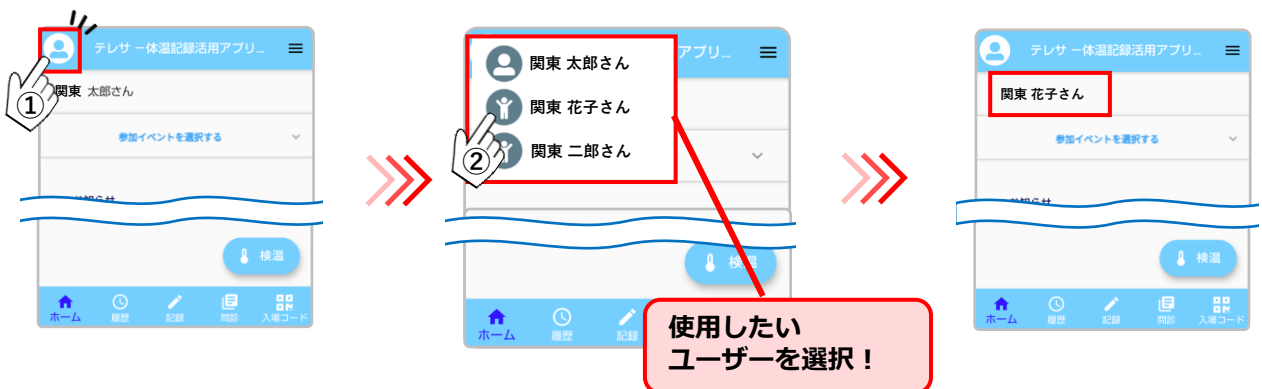 テレサ ー体温記録活用アプリ...
①
関東 太郎さん
参加イベントを選択する
検温
ホーム
履歴
記録
問診
入場コード
アプリ...
関東 太郎さん
関東 花子さん
②
関東 二郎さん
検温
ホーム
履歴
記録
使用したい
ユーザーを選択！
テレサ ー体温記録活用アプリ...
関東 花子さん
参加イベントを選択する
検温
ホーム
履歴
記録
問診
入場コード